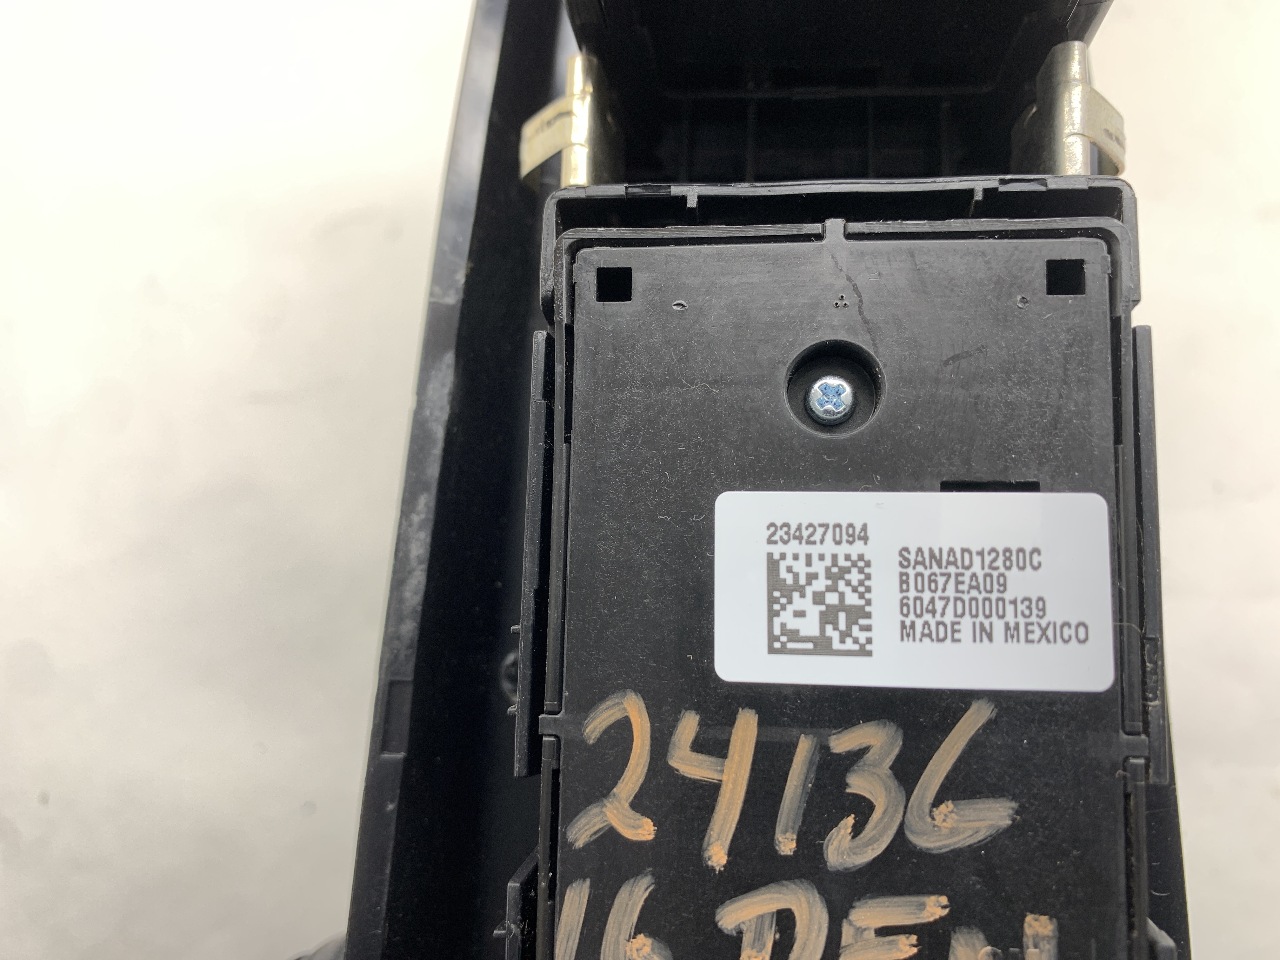 23427094
SANAD1280C
B067EA09
6047D000139
MADE IN MEXICO
24136